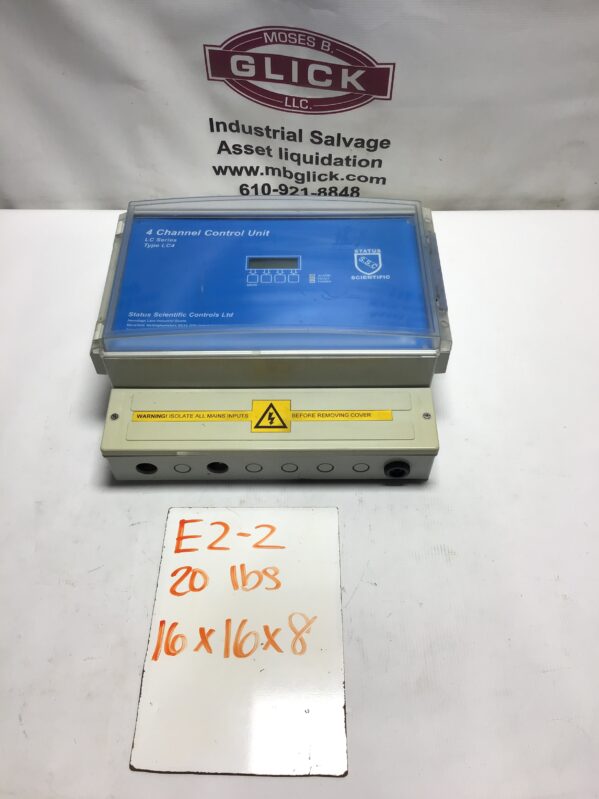 MOSES B.
GLICK
LLC.
Industrial Salvage
Asset liquidation
www.mbglick.com
610-921-8848
4 Channel Control Unit
LC Series
Type LC4
STATUS
S.S.C
SCIENTIFIC
Status Scientific Controls Ltd
WARNING! ISOLATE ALL MAINS INPUTS BEFORE REMOVING COVER
E2-2
20 lbs
16x16x8